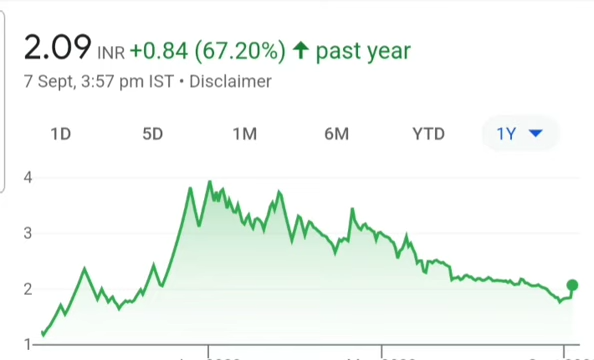 2.09 INR +0.84 (67.20%) ↑ past year
7 Sept, 3:57 pm IST • Disclaimer
1D 5D 1M 6M YTD 1Y
4
3
2
1